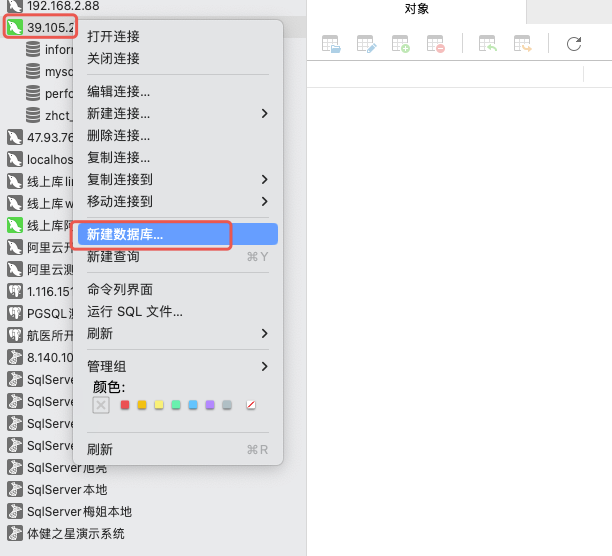 192.168.2.88
对象
39.105.2
打开连接
关闭连接
inform
mysq
编辑连接...
perfo
新建连接...
zhct_
删除连接...
47.93.76
复制连接...
localhos
复制连接到
线上库lin
移动连接到
线上库w
线上库阿
新建数据库...
阿里云开
新建查询 ⌘Y
阿里云测
1.116.151
命令列界面
PGSQL测
运行 SQL 文件...
航医所开
刷新
8.140.10
管理组
SqlServer
颜色:
SqlServer
SqlServer
SqlServer
刷新 ⌘R
SqlServer旭亮
SqlServer本地
SqlServer梅姐本地
体健之星演示系统